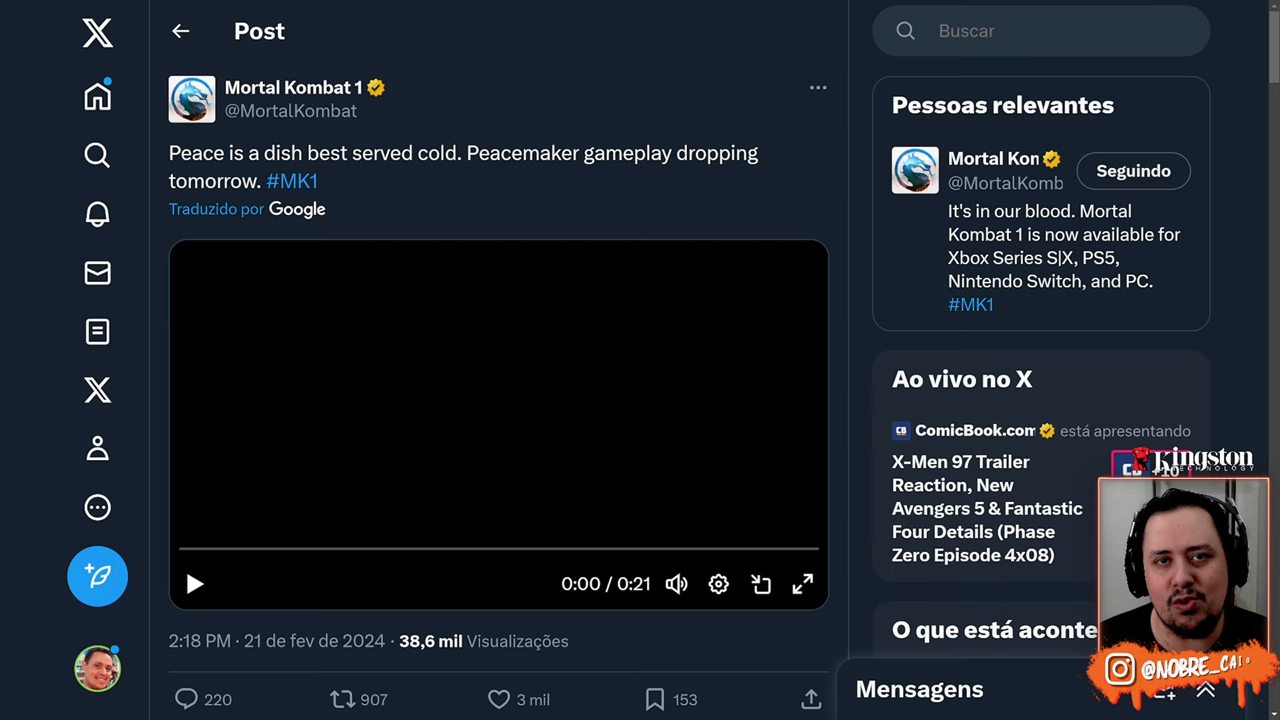 Post
Mortal Kombat 1
@MortalKombat
Peace is a dish best served cold. Peacemaker gameplay dropping
tomorrow. #MK1
Traduzido por Google
0:00 / 0:21
2:18 PM · 21 de fev de 2024 · 38,6 mil Visualizações
220
907
3 mil
153
Buscar
Pessoas relevantes
Mortal Kon
@MortalKomb
Seguindo
It's in our blood. Mortal
Kombat 1 is now available for
Xbox Series S|X, PS5,
Nintendo Switch, and PC.
#MK1
Ao vivo no X
CB ComicBook.com está apresentando
X-Men 97 Trailer
Reaction, New
Avengers 5 & Fantastic
Four Details (Phase
Zero Episode 4x08)
CB +10
Kingston
TECHNOLOGY
O que está aconte
Mensagens